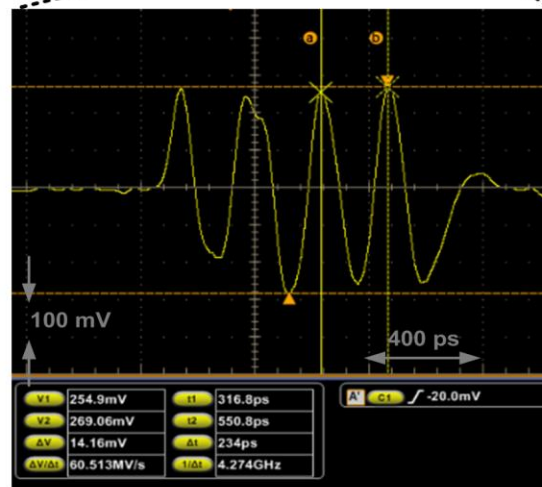 a b
100 mV
400 ps
V1 254.9mV t1 316.8ps
V2 269.06mV t2 550.8ps
ΔV 14.16mV Δt 234ps
ΔV/Δt 60.513MV/s 1/Δt 4.274GHz
A' C1 -20.0mV